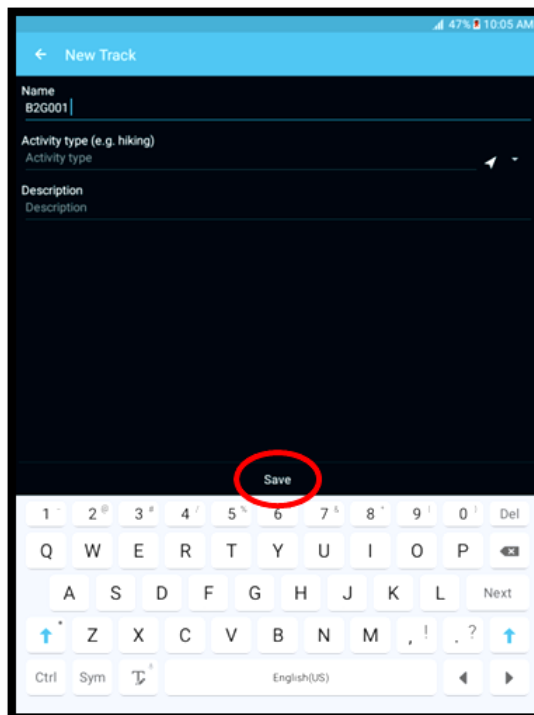 47% 10:05 AM
New Track
Name
B2G001
Activity type (e.g. hiking)
Activity type
Description
Description
Save
1 - 2 @ 3 # 4 / 5 % 6 7 & 8 * 9 ( 0 ) Del
Q W E R T Y U I O P
A S D F G H J K L Next
Z X C V B N M , ! . ?
Ctrl Sym T English(US)